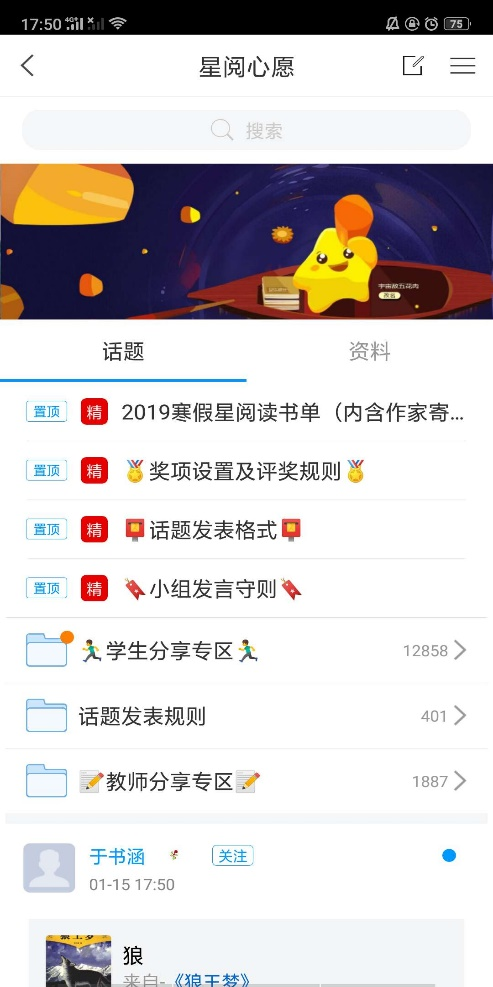 17:50
75
星阅心愿
搜索
话题
资料
置顶 精 2019寒假星阅读书单（内含作家寄...
置顶 精 🏅奖项设置及评奖规则🏅
置顶 精 📮话题发表格式📮
置顶 精 🔖小组发言守则🔖
🏃‍♂️学生分享专区🏃‍♂️ 12858
话题发表规则 401
📝教师分享专区📝 1887
于书涵 关注
01-15 17:50
狼王梦
狼
来自-《狼王梦》